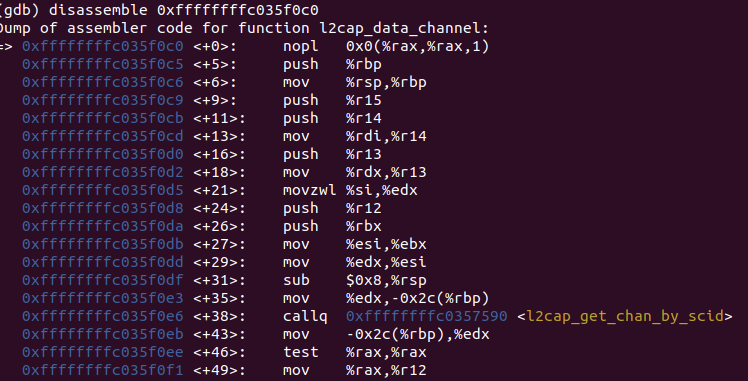 (gdb) disassemble 0xffffffffc035f0c0
Dump of assembler code for function l2cap_data_channel:
=> 0xffffffffc035f0c0 <+0>: nopl 0x0(%rax,%rax,1)
0xffffffffc035f0c5 <+5>: push %rbp
0xffffffffc035f0c6 <+6>: mov %rsp,%rbp
0xffffffffc035f0c9 <+9>: push %r15
0xffffffffc035f0cb <+11>: push %r14
0xffffffffc035f0cd <+13>: mov %rdi,%r14
0xffffffffc035f0d0 <+16>: push %r13
0xffffffffc035f0d2 <+18>: mov %rdx,%r13
0xffffffffc035f0d5 <+21>: movzwl %si,%edx
0xffffffffc035f0d8 <+24>: push %r12
0xffffffffc035f0da <+26>: push %rbx
0xffffffffc035f0db <+27>: mov %esi,%ebx
0xffffffffc035f0dd <+29>: mov %edx,%esi
0xffffffffc035f0df <+31>: sub $0x8,%rsp
0xffffffffc035f0e3 <+35>: mov %edx,-0x2c(%rbp)
0xffffffffc035f0e6 <+38>: callq 0xffffffffc0357590 <l2cap_get_chan_by_scid>
0xffffffffc035f0eb <+43>: mov -0x2c(%rbp),%edx
0xffffffffc035f0ee <+46>: test %rax,%rax
0xffffffffc035f0f1 <+49>: mov %rax,%r12